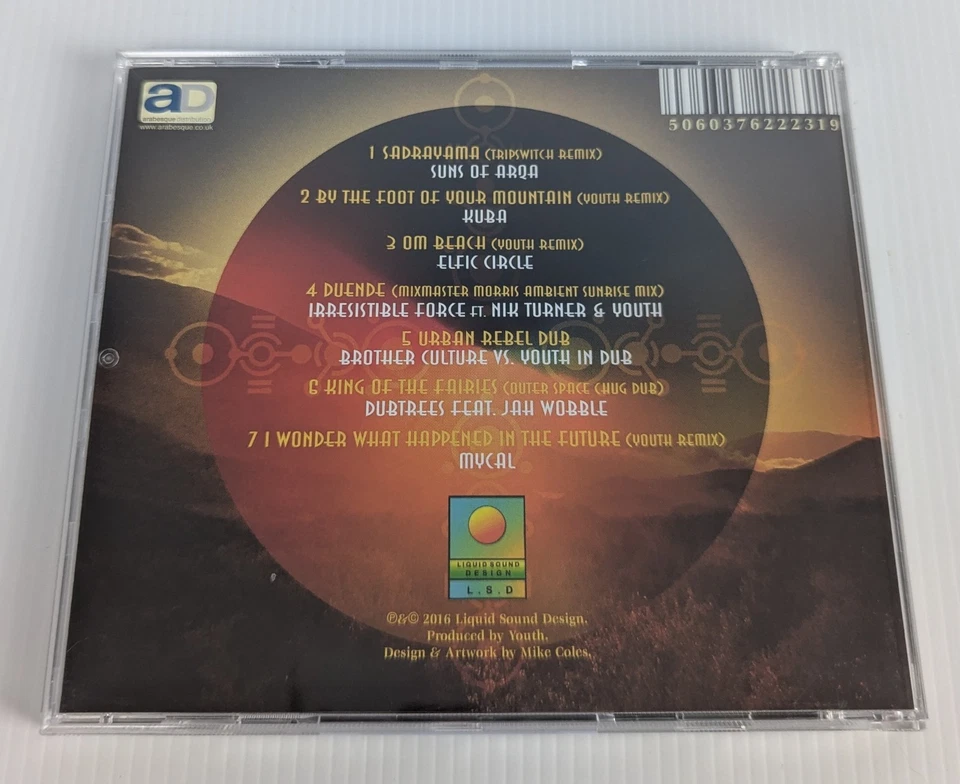 aD
arabesque distribution
www.arabesque.co.uk
5060376222319
1 SADRAYAMA (TRIPSWITCH REMIX)
SUNS OF ARQA
2 BY THE FOOT OF YOUR MOUNTAIN (YOUTH REMIX)
KUBA
3 OM BEACH (YOUTH REMIX)
ELFIC CIRCLE
4 DUENDE (MIXMASTER MORRIS AMBIENT SUNRISE MIX)
IRRESISTIBLE FORCE FT. NIK TURNER & YOUTH
5 URBAN REBEL DUB
BROTHER CULTURE VS. YOUTH IN DUB
6 KING OF THE FAIRIES (OUTER SPACE CHUG DUB)
DUBTREES FEAT. JAH WOBBLE
7 I WONDER WHAT HAPPENED IN THE FUTURE (YOUTH REMIX)
MYCAL
LIQUID SOUND
DESIGN
L.S.D
℗&© 2016 Liquid Sound Design.
Produced by Youth.
Design & Artwork by Mike Coles.